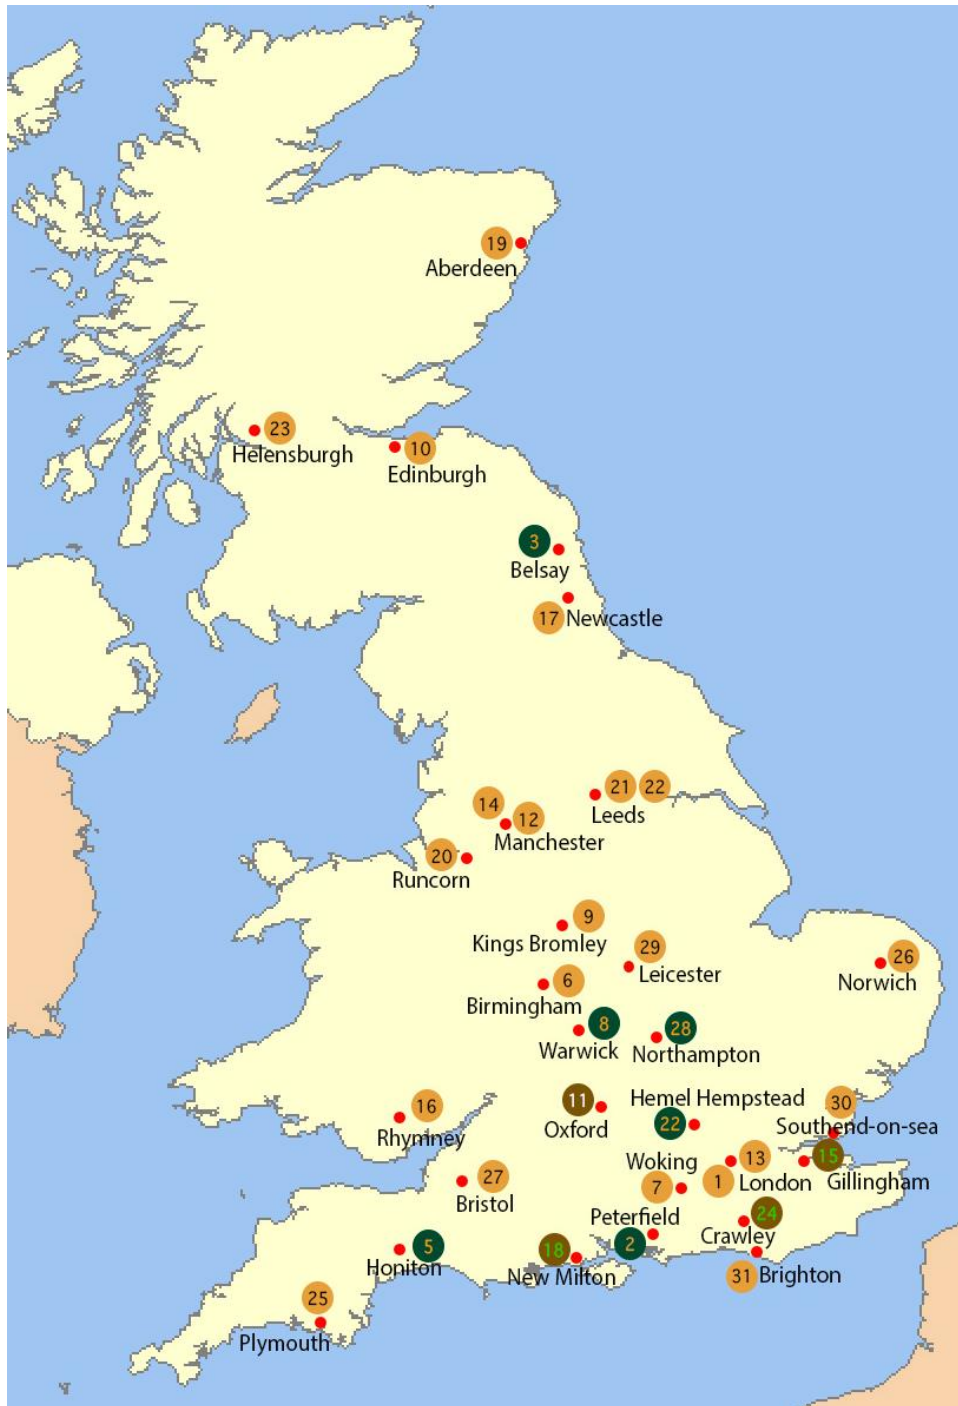 19
Aberdeen
23
Helensburgh
10
Edinburgh
3
Belsay
17
Newcastle
21
22
Leeds
14
12
Manchester
20
Runcorn
9
Kings Bromley
29
Leicester
26
Norwich
6
Birmingham
8
Warwick
28
Northampton
16
Rhymney
11
Oxford
Hemel Hempstead
22
30
Southend-on-sea
15
Gillingham
13
1
London
Woking
7
27
Bristol
Peterfield
2
24
Crawley
5
Honiton
18
New Milton
31
Brighton
25
Plymouth